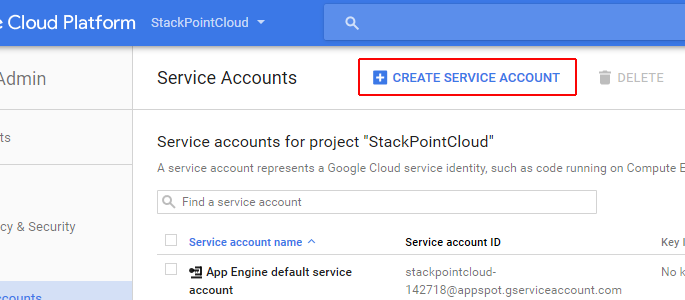 e Cloud Platform StackPointCloud
Admin
Service Accounts CREATE SERVICE ACCOUNT DELETE
ts
Service accounts for project "StackPointCloud"
A service account represents a Google Cloud service identity, such as code running on Compute E
Find a service account
cy & Security
Service account name Service account ID Key I
App Engine default service stackpointcloud- No k
account 142718@appspot.gserviceaccount.com
counts